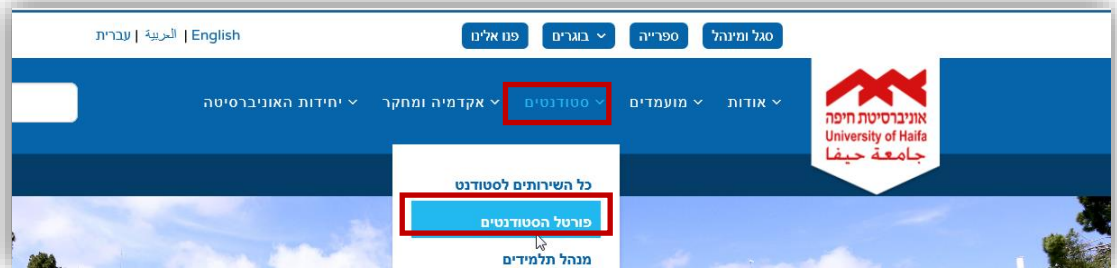 סגל ומינהל ספרייה בוגרים פנו אלינו English | العربية | עברית
אודות מועמדים סטודנטים אקדמיה ומחקר יחידות האוניברסיטה
אוניברסיטת חיפה
University of Haifa
جامعة حيفا
כל השירותים לסטודנט
פורטל הסטודנטים
מנהל תלמידים